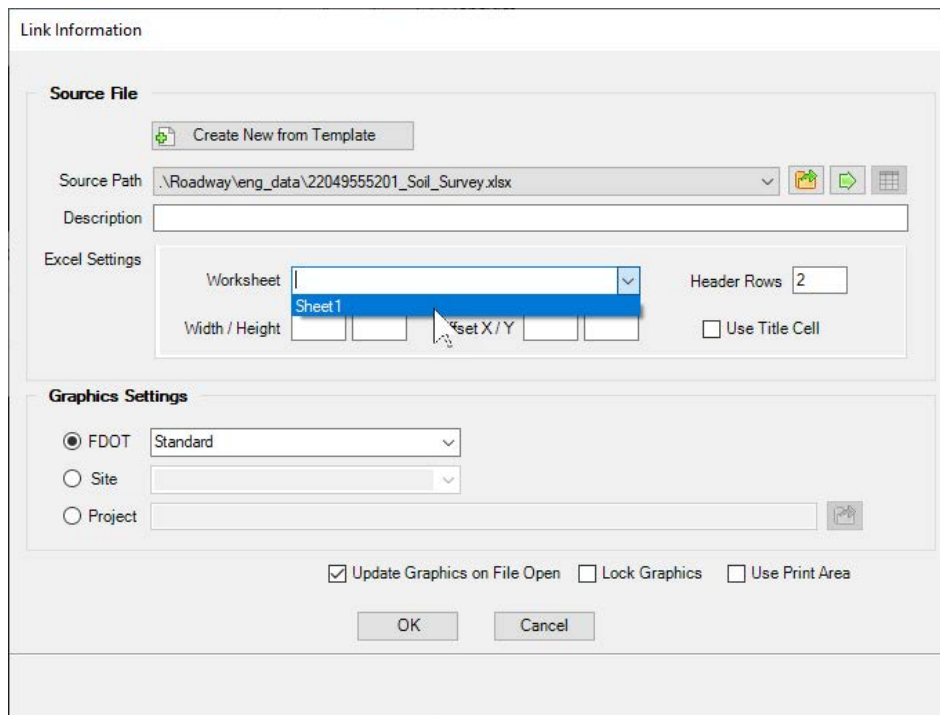 Link Information
Source File
Create New from Template
Source Path .\Roadway\eng_data\22049555201_Soil_Survey.xlsx
Description
Excel Settings
Worksheet Header Rows 2
Sheet1
Width / Height X / Y Use Title Cell
Graphics Settings
FDOT Standard
Site
Project
Update Graphics on File Open Lock Graphics Use Print Area
OK Cancel